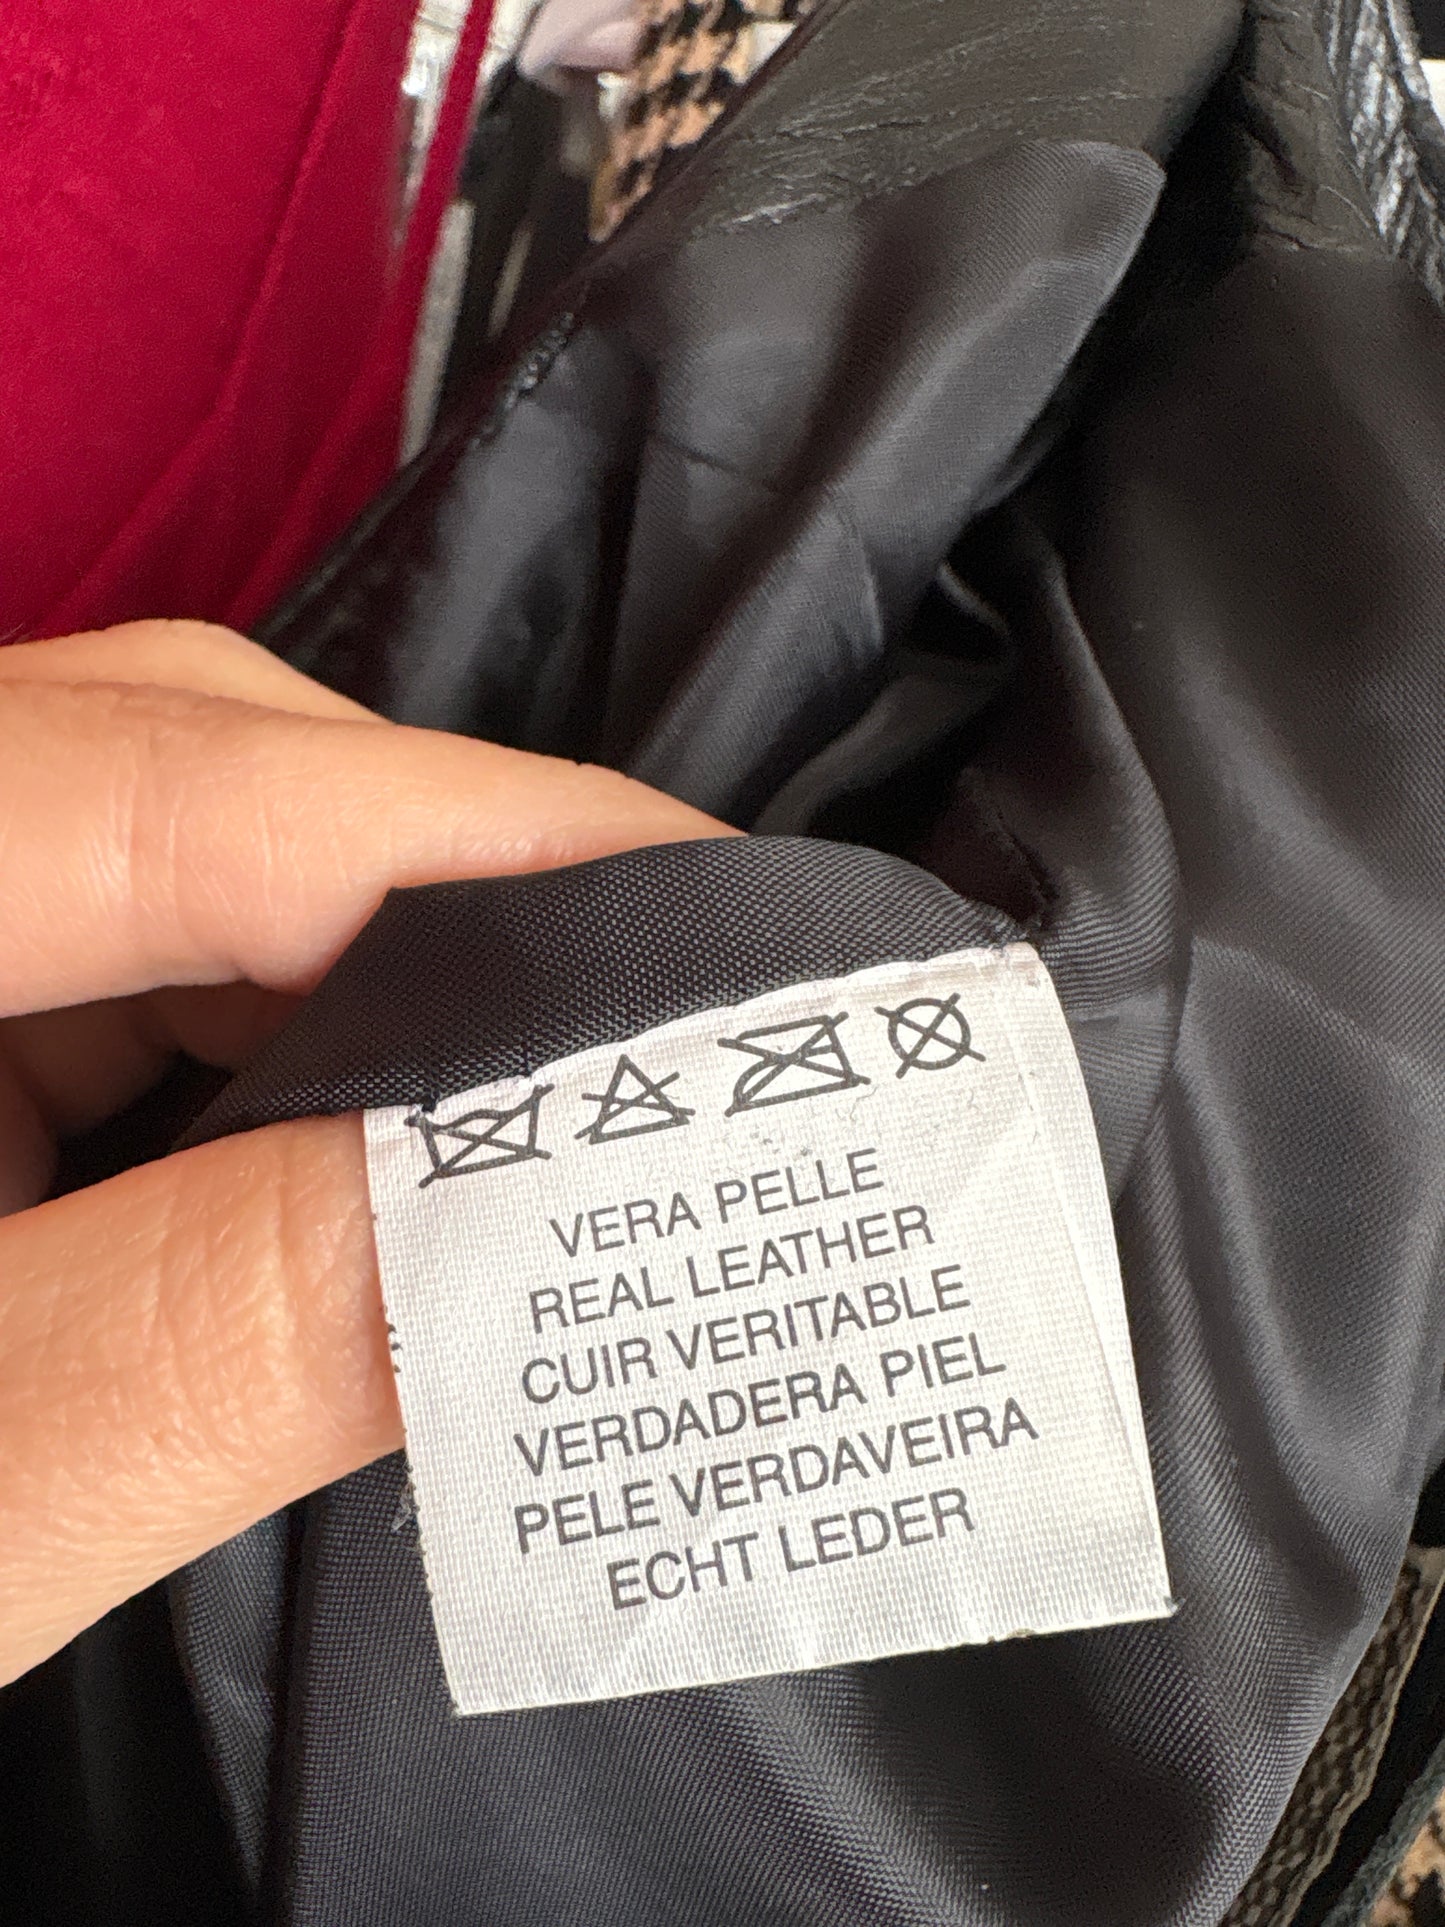 VERA PELLE
REAL LEATHER
CUIR VERITABLE
VERDADERA PIEL
PELE VERDAVEIRA
ECHT LEDER